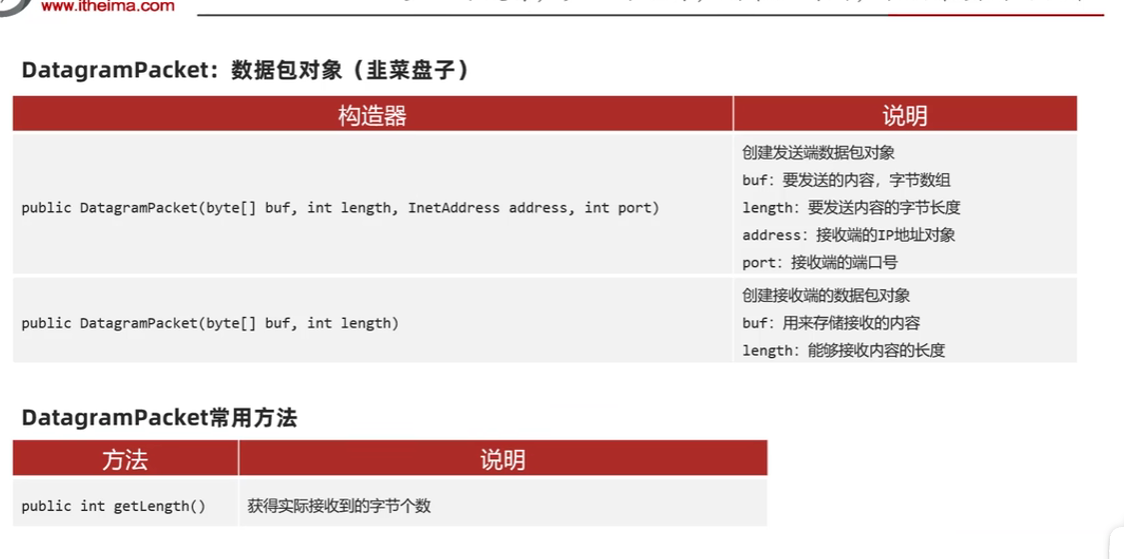 www.itheima.com
DatagramPacket：数据包对象（韭菜盘子）
构造器 说明
public DatagramPacket(byte[] buf, int length, InetAddress address, int port)
创建发送端数据包对象
buf：要发送的内容，字节数组
length：要发送内容的字节长度
address：接收端的IP地址对象
port：接收端的端口号
public DatagramPacket(byte[] buf, int length)
创建接收端的数据包对象
buf：用来存储接收的内容
length：能够接收内容的长度
DatagramPacket常用方法
方法 说明
public int getLength() 获得实际接收到的字节个数